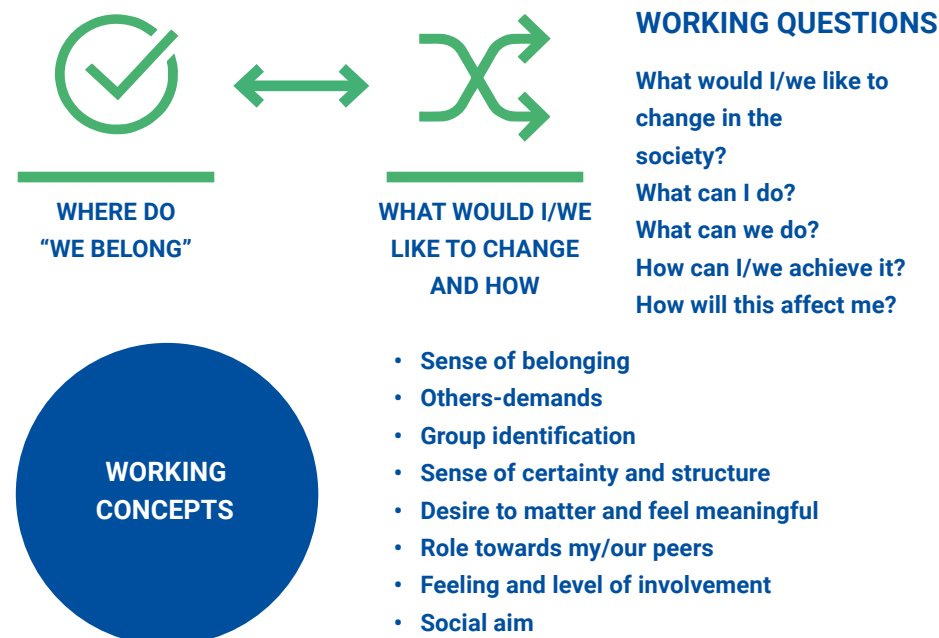 WHERE DO
“WE BELONG”
WHAT WOULD I/WE
LIKE TO CHANGE
AND HOW
WORKING QUESTIONS
What would I/we like to
change in the
society?
What can I do?
What can we do?
How can I/we achieve it?
How will this affect me?
WORKING
CONCEPTS
• Sense of belonging
• Others-demands
• Group identification
• Sense of certainty and structure
• Desire to matter and feel meaningful
• Role towards my/our peers
• Feeling and level of involvement
• Social aim